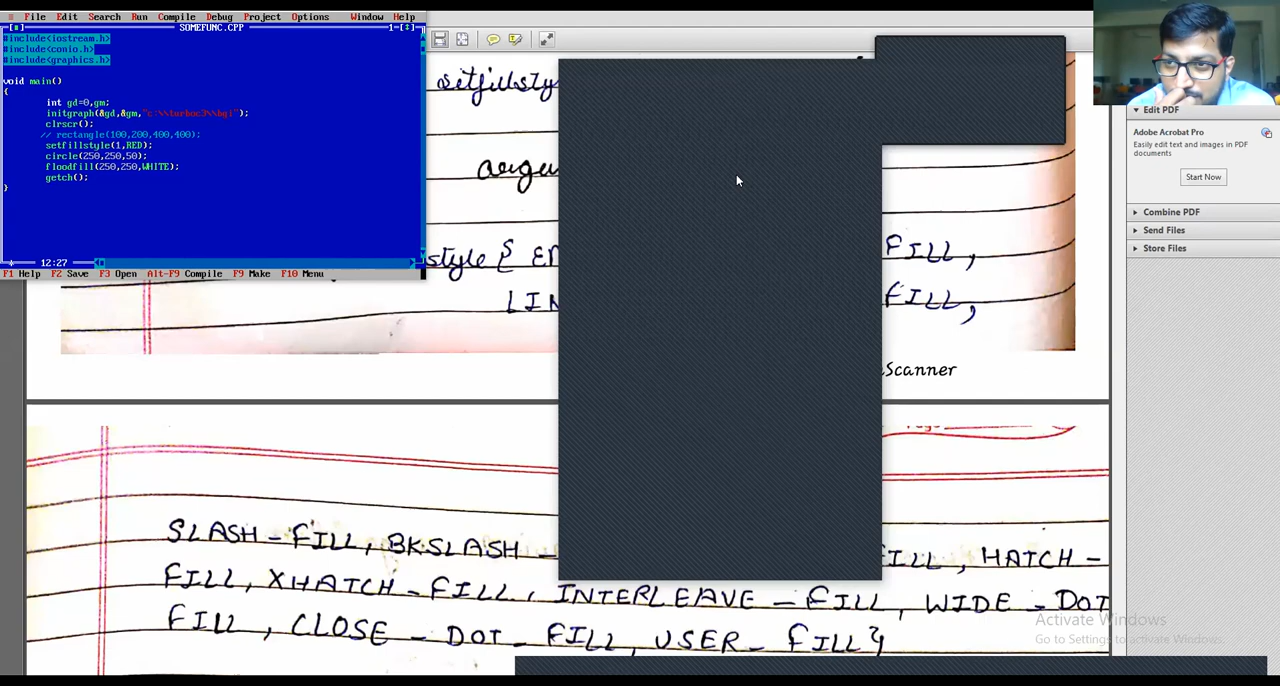 File Edit Search Run Compile Debug Project Options Window Help
SOMEFUNC.CPP
1=[↕]
#include<iostream.h>
#include<conio.h>
#include<graphics.h>
void main()
{
int gd=0,gm;
initgraph(&gd,&gm,"c:\\turboc3\\bgi");
clrscr();
// rectangle(100,200,400,400);
setfillstyle(1,RED);
circle(250,250,50);
floodfill(250,250,WHITE);
getch();
}
12:27
F1 Help F2 Save F3 Open Alt-F9 Compile F9 Make F10 Menu
setfillsty
argu
style { EM
FILL,
LIN
FILL,
Scanner
SLASH - FILL, BKSLASH -
ILL, HATCH -
FILL, XHATCH - FILL, INTERLEAVE - FILL, WIDE - DOT
FILL, CLOSE - DOT - FILL, USER - FILL}
Edit PDF
Adobe Acrobat Pro
Easily edit text and images in PDF
documents
Start Now
Combine PDF
Send Files
Store Files
Activate Windows
Go to Settings to activate Windows.